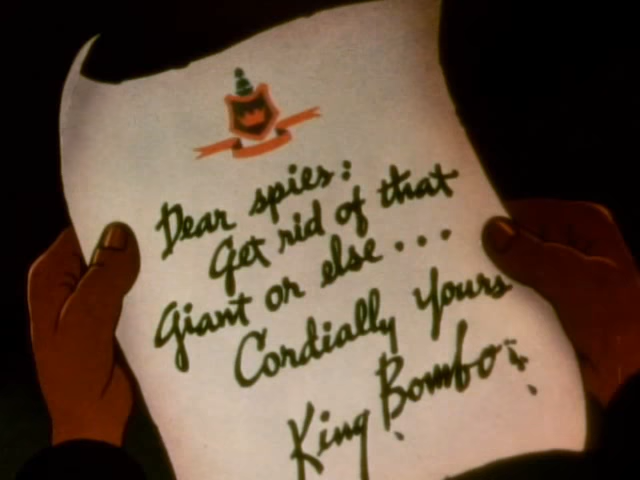 Dear spies:
Get rid of that
Giant or else...
Cordially Yours
King Bombo